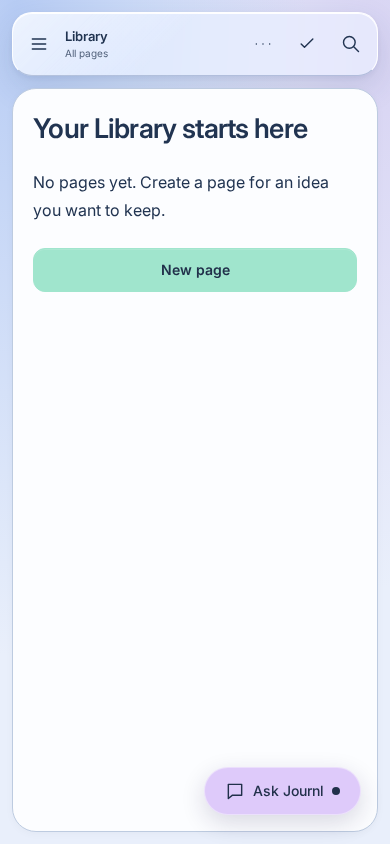 Library
All pages
Your Library starts here
No pages yet. Create a page for an idea
you want to keep.
New page
Ask Journl